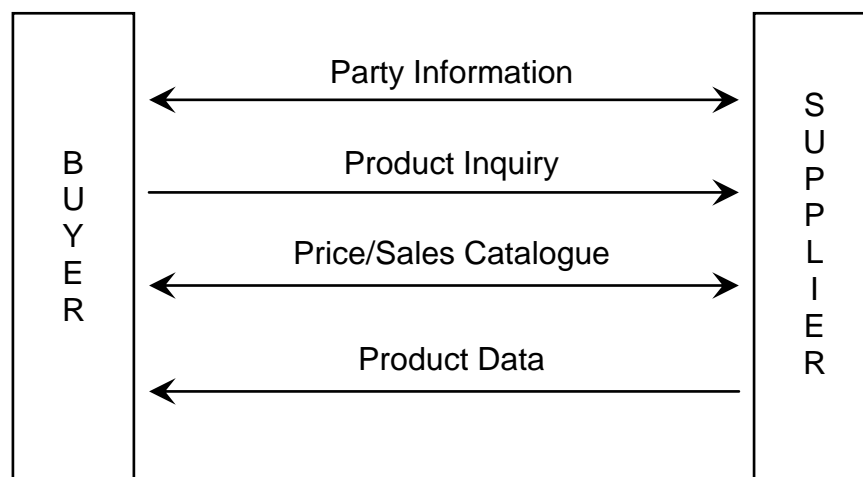 BUYER
Party Information
Product Inquiry
Price/Sales Catalogue
Product Data
SUPPLIER